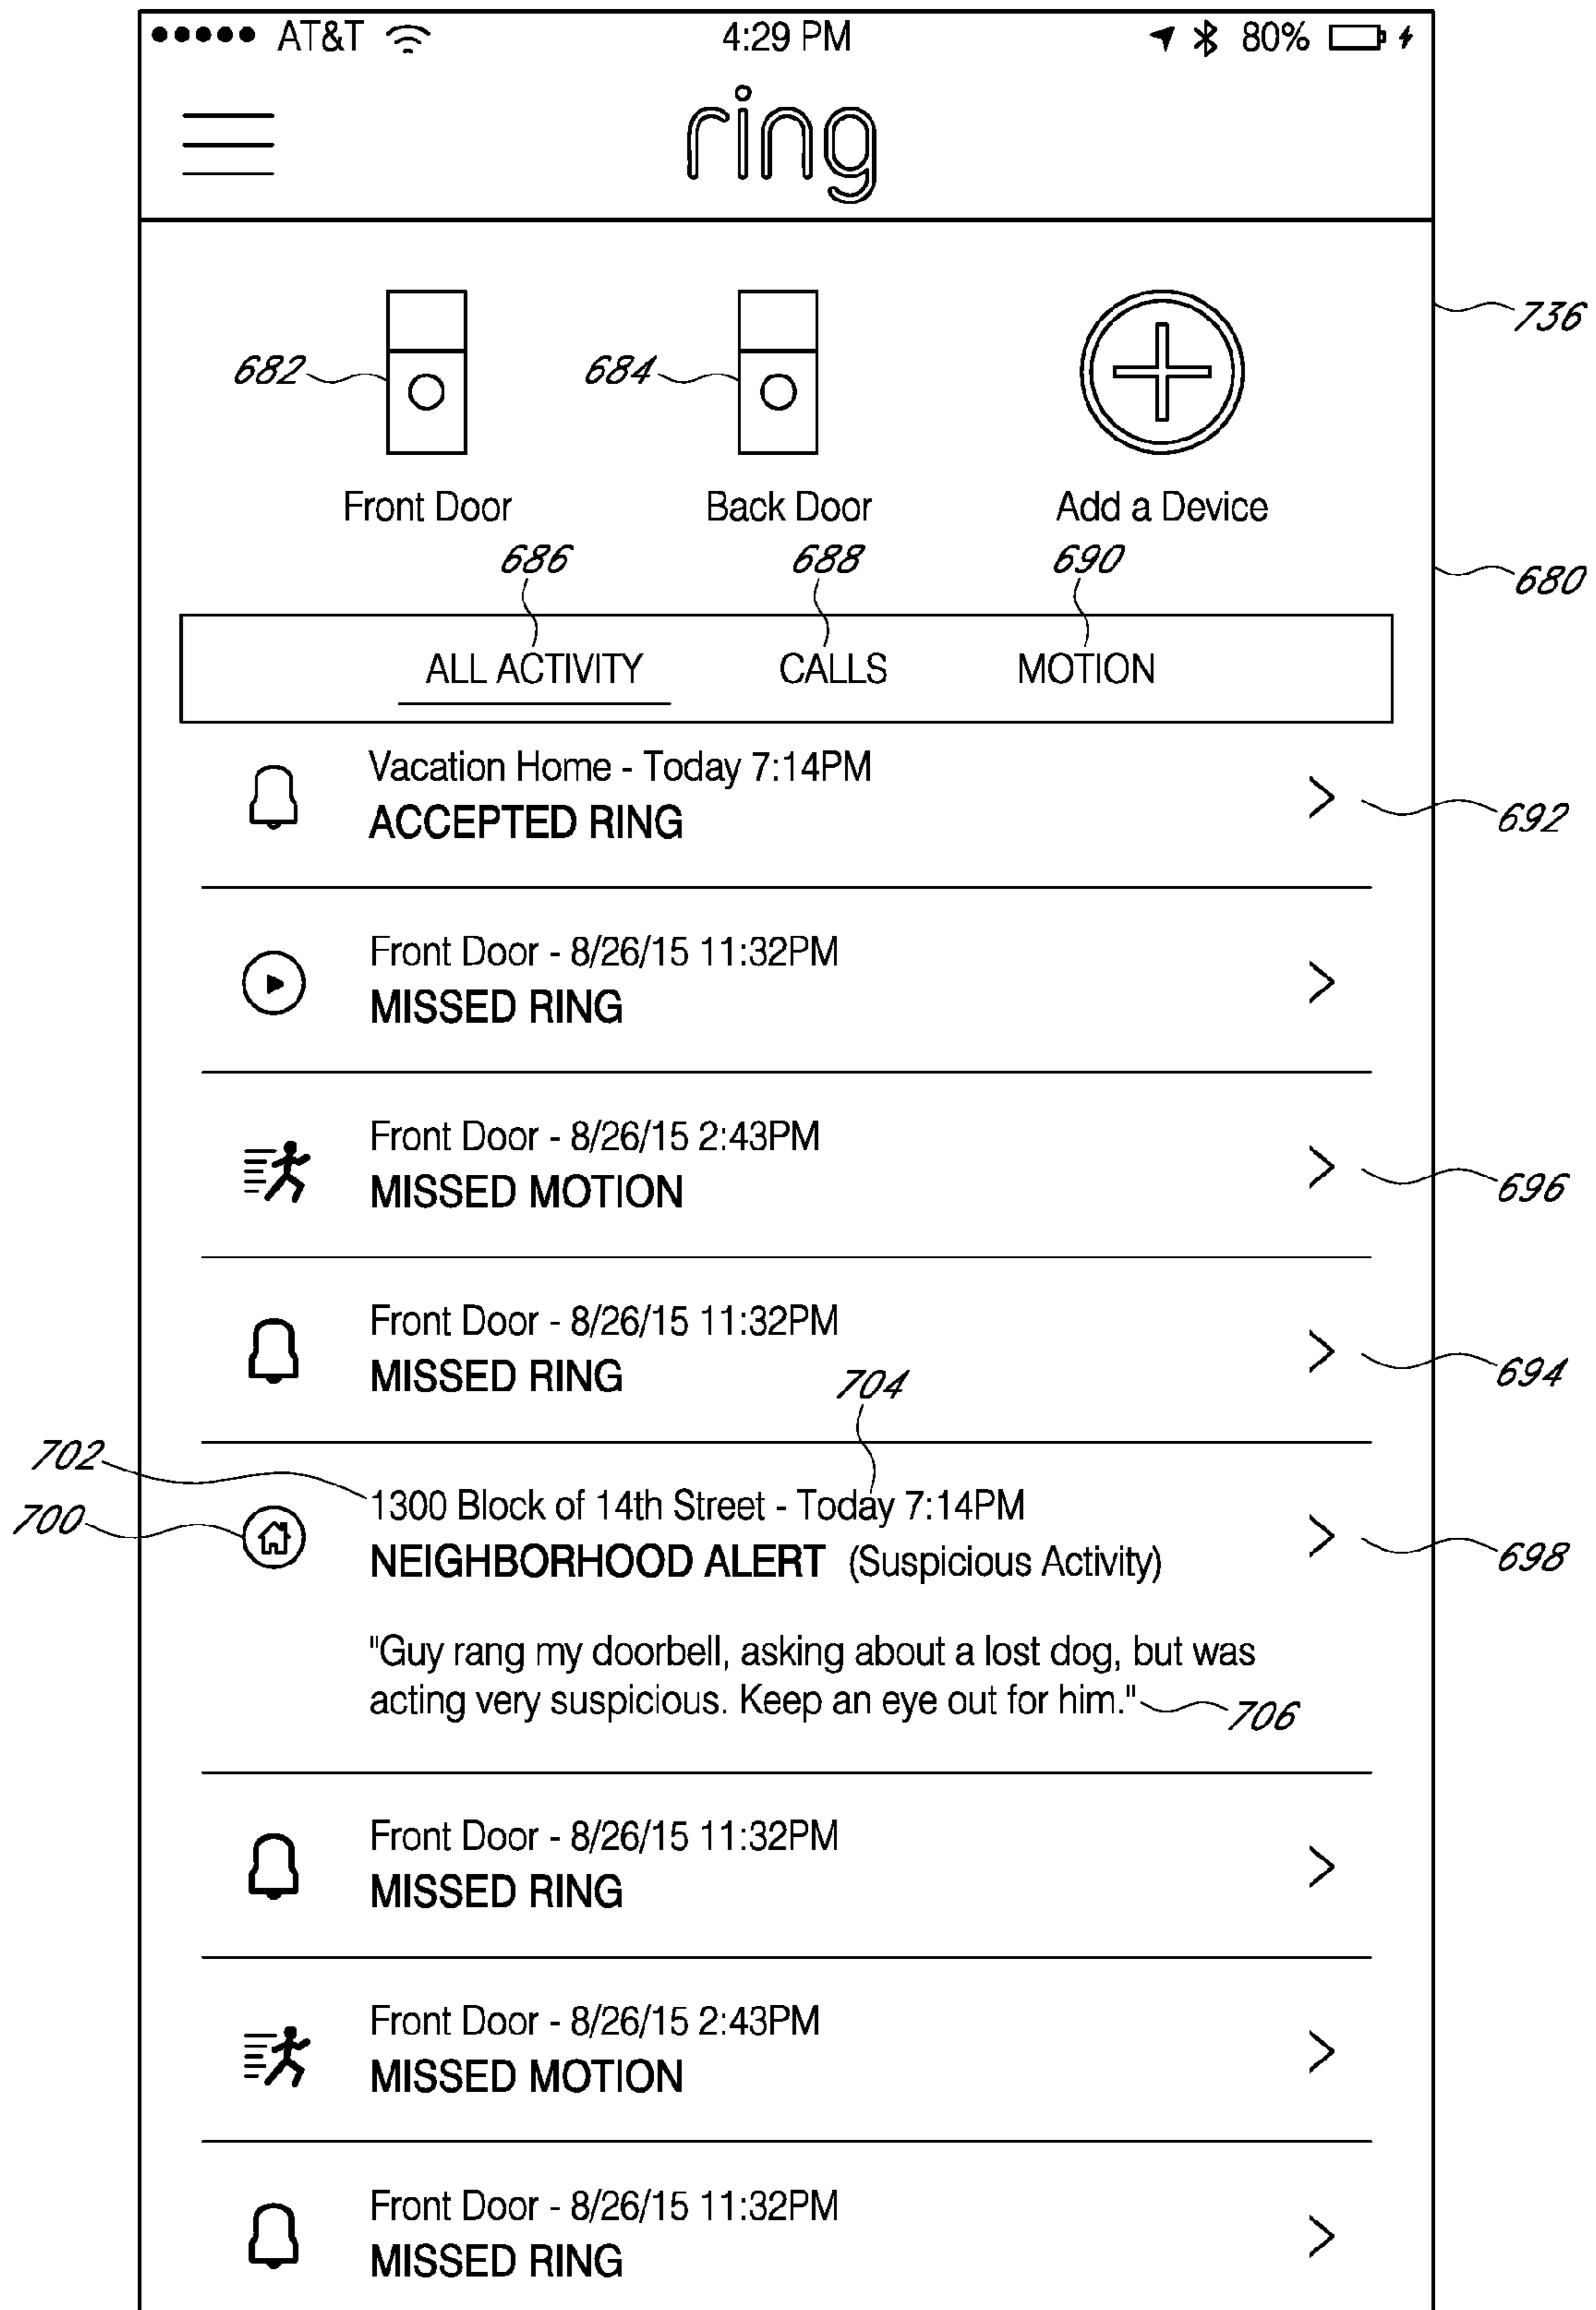 AT&T 4:29 PM 80%
ring
736
682 684
Front Door Back Door Add a Device
686 688 690
680
ALL ACTIVITY CALLS MOTION
Vacation Home - Today 7:14PM
ACCEPTED RING
692
Front Door - 8/26/15 11:32PM
MISSED RING
Front Door - 8/26/15 2:43PM
MISSED MOTION
696
Front Door - 8/26/15 11:32PM
MISSED RING
694
704
702
1300 Block of 14th Street - Today 7:14PM
700
NEIGHBORHOOD ALERT (Suspicious Activity)
698
"Guy rang my doorbell, asking about a lost dog, but was
acting very suspicious. Keep an eye out for him."
706
Front Door - 8/26/15 11:32PM
MISSED RING
Front Door - 8/26/15 2:43PM
MISSED MOTION
Front Door - 8/26/15 11:32PM
MISSED RING